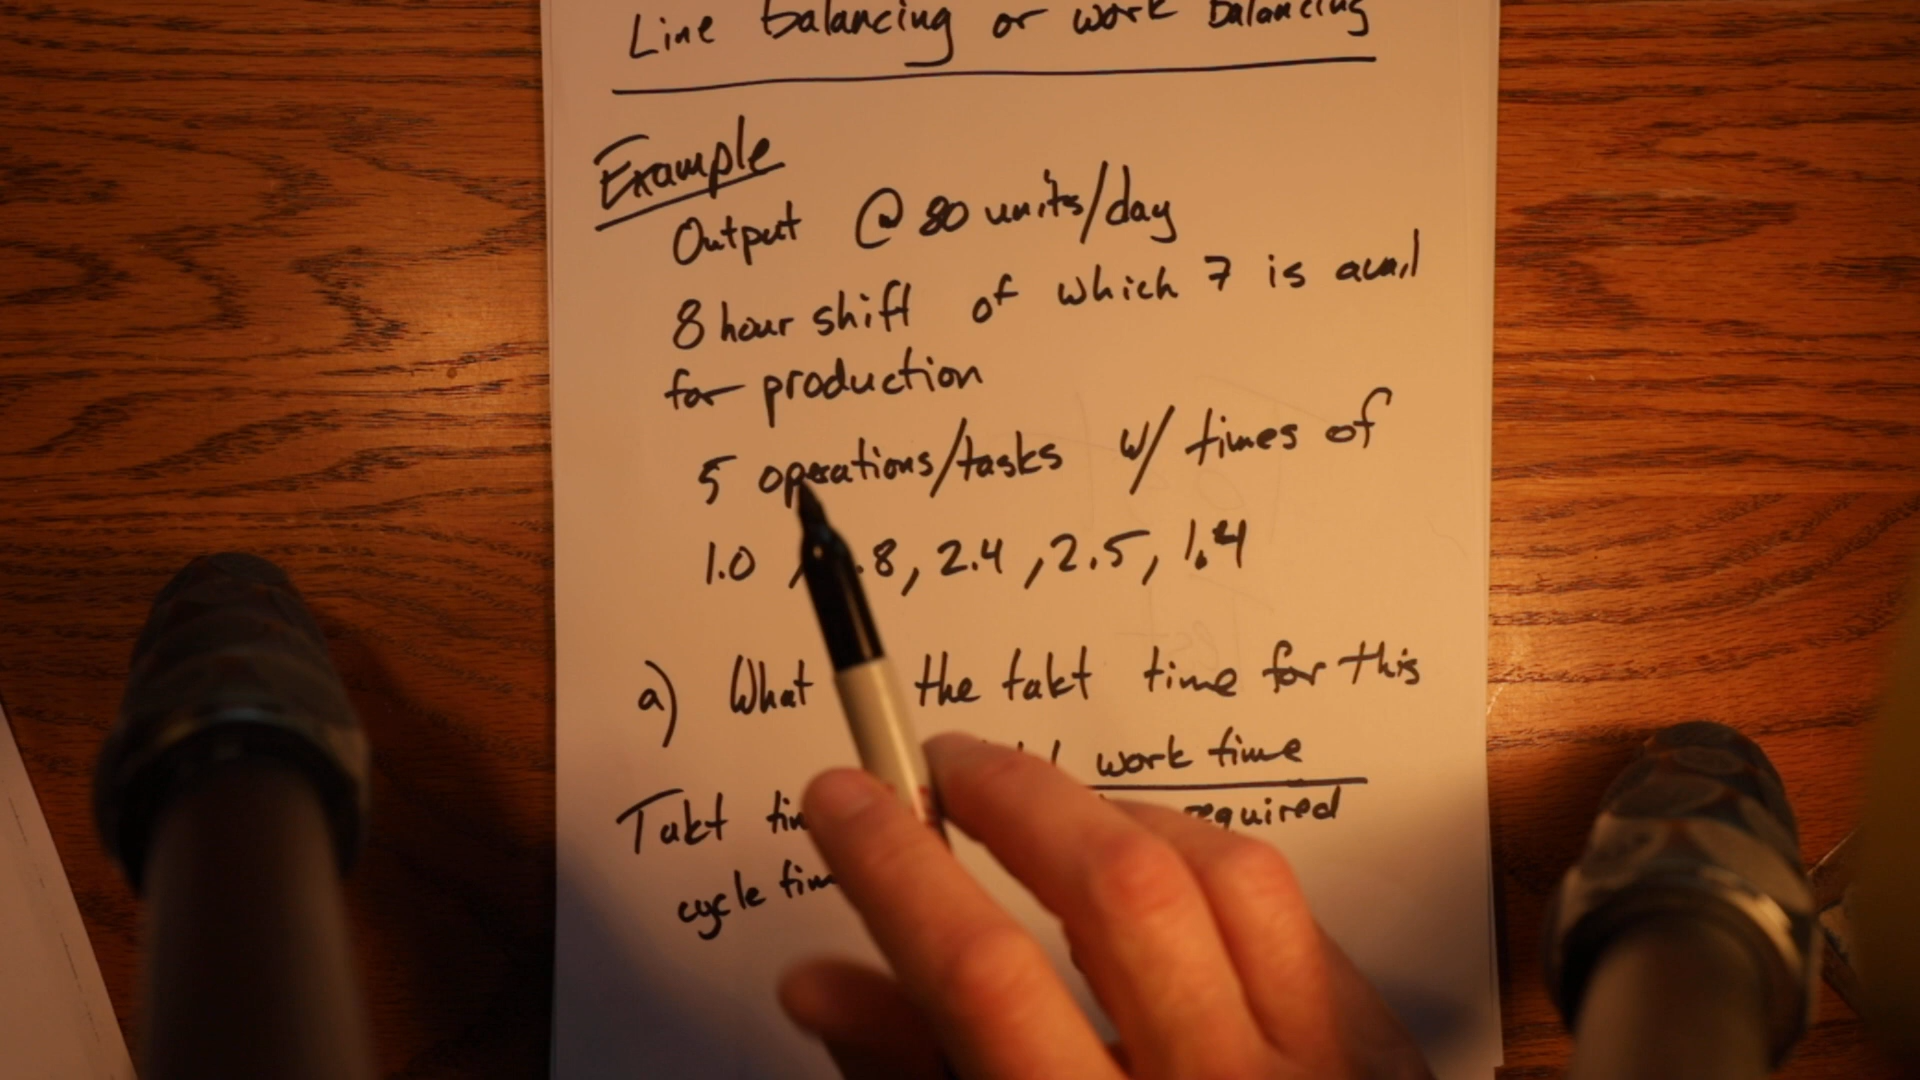 Line balancing or work balancing
Example
Output @ 80 units/day
8 hour shift of which 7 is avail
for production
5 operations/tasks w/ times of
1.0 , .8, 2.4, 2.5, 1.4
a) What the takt time for this
work time
Takt required
cycle